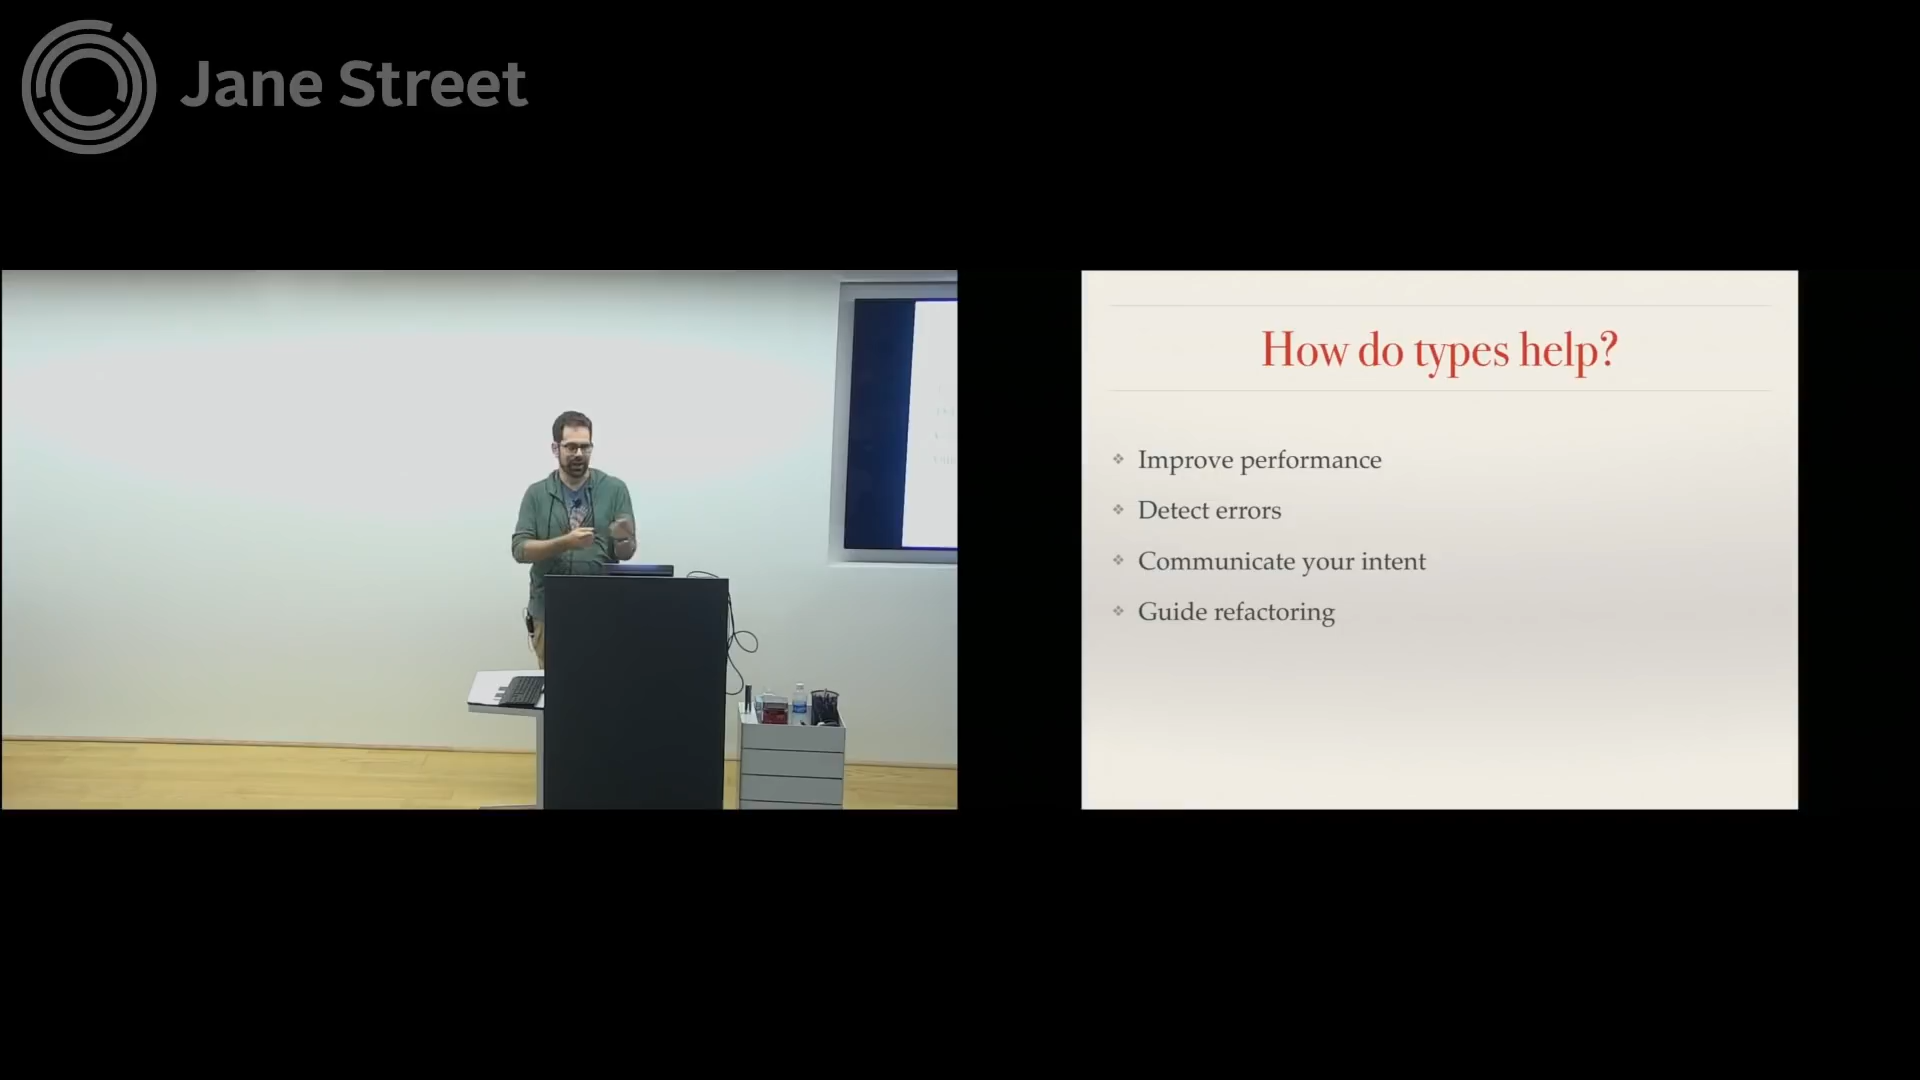 Jane Street
How do types help?
Improve performance
Detect errors
Communicate your intent
Guide refactoring